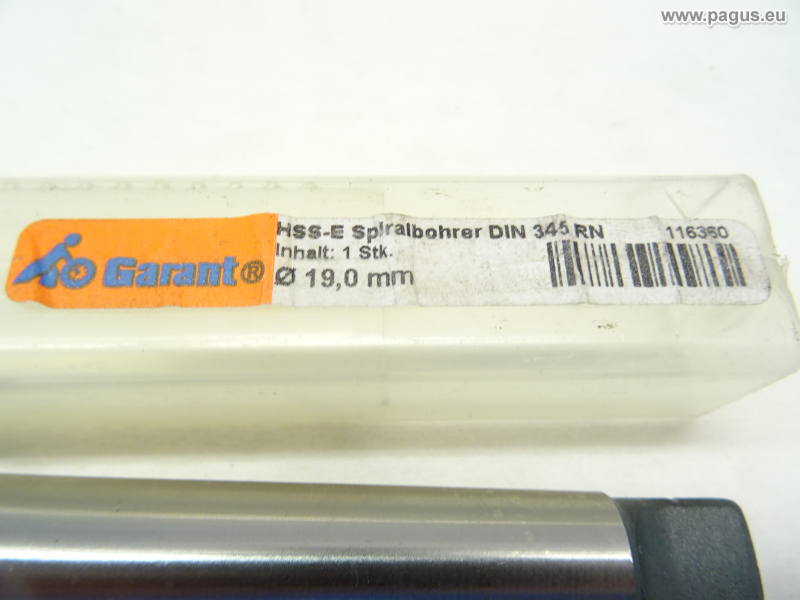 www.pagus.eu
HSS-E Spiralbohrer DIN 345 RN 116360
Inhalt: 1 Stk.
Garant®
Ø 19,0 mm